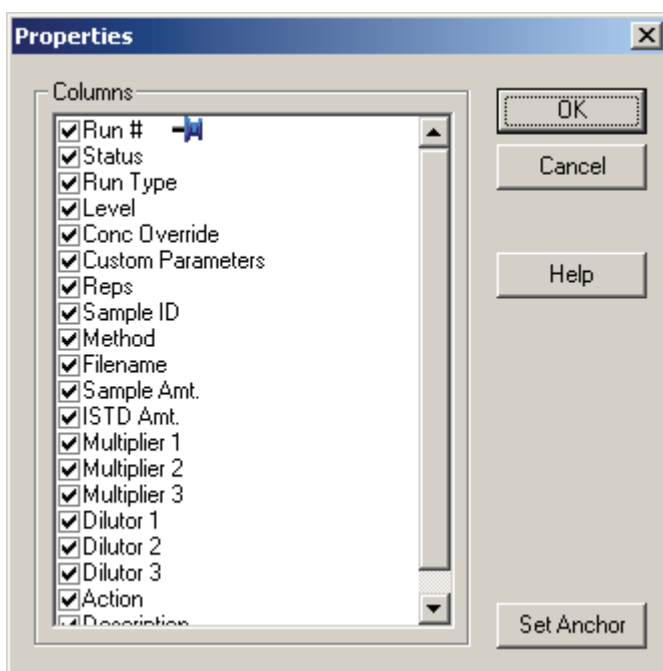 Properties
Columns
Run #
Status
Run Type
Level
Conc Override
Custom Parameters
Reps
Sample ID
Method
Filename
Sample Amt.
ISTD Amt.
Multiplier 1
Multiplier 2
Multiplier 3
Dilutor 1
Dilutor 2
Dilutor 3
Action
Description
OK
Cancel
Help
Set Anchor